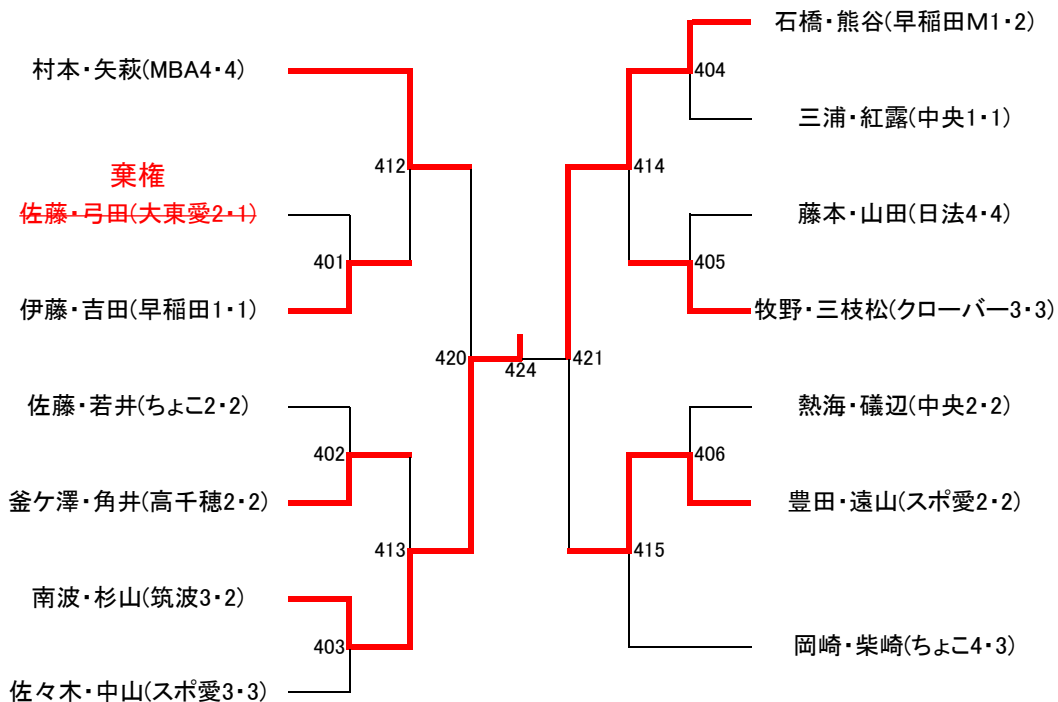 石橋・熊谷(早稲田M1・2)
村本・矢萩(MBA4・4)
404
三浦・紅露(中央1・1)
412
414
棄権
佐藤・弓田(大東愛2・1)
藤本・山田(日法4・4)
401
405
伊藤・吉田(早稲田1・1)
牧野・三枝松(クローバー3・3)
420
424
421
佐藤・若井(ちょこ2・2)
熱海・礒辺(中央2・2)
402
406
釜ケ澤・角井(高千穂2・2)
豊田・遠山(スポ愛2・2)
413
415
南波・杉山(筑波3・2)
403
岡崎・柴崎(ちょこ4・3)
佐々木・中山(スポ愛3・3)